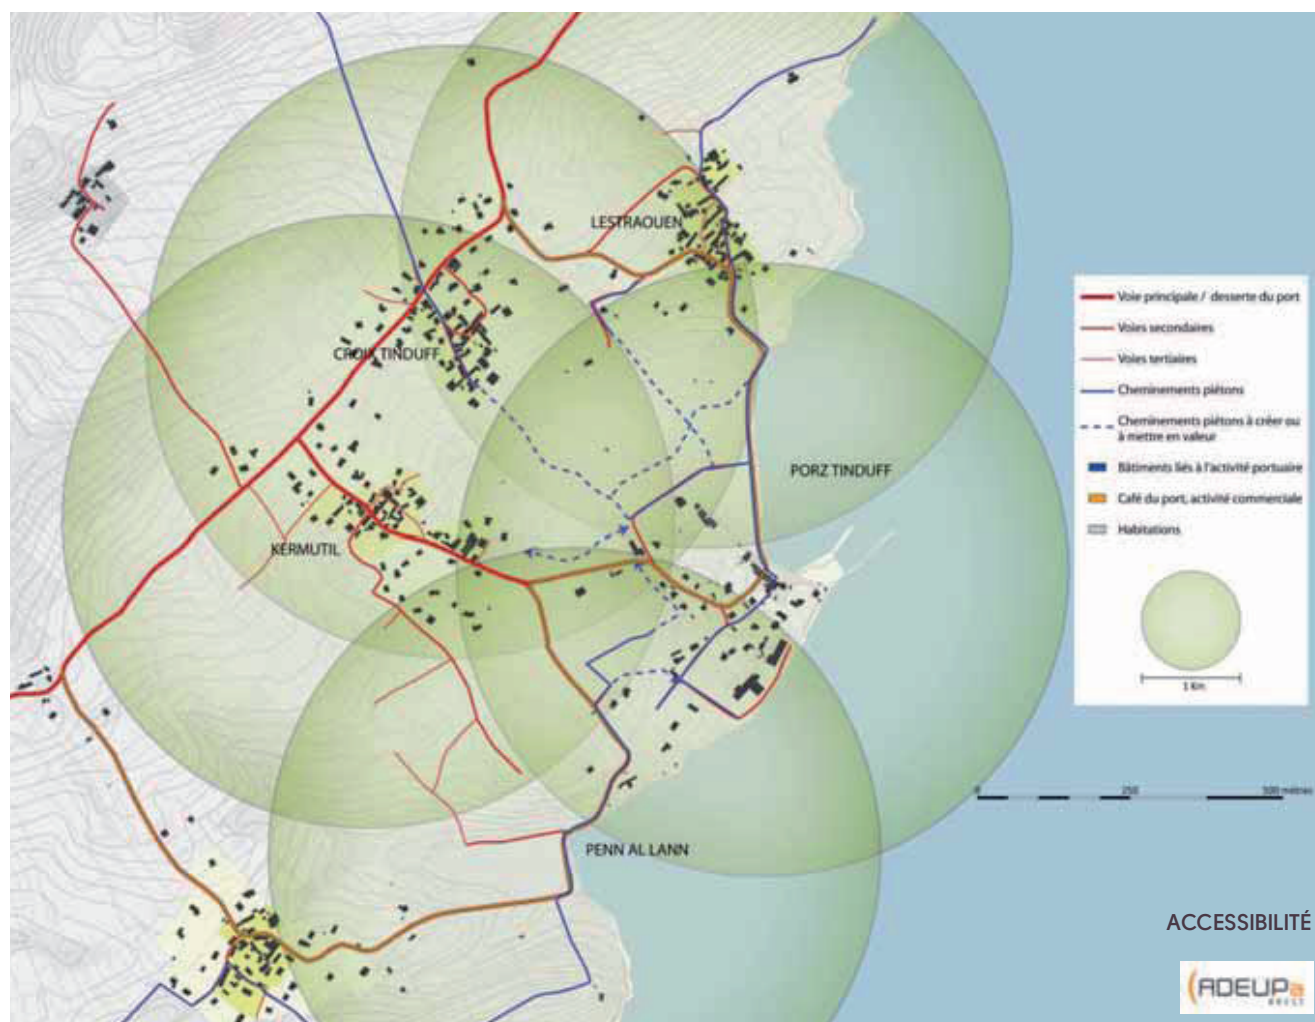 LESTRAOUEN
CROIX TINDUFF
PORZ TINDUFF
KERMUTIL
PENN AL LANN
Voie principale / desserte du port
Voies secondaires
Voies tertiaires
Cheminements piétons
Cheminements piétons à créer ou
à mettre en valeur
Bâtiments liés à l'activité portuaire
Café du port, activité commerciale
Habitations
1 Km
0 250 500 mètres
ACCESSIBILITÉ
ADEUPa
BREST